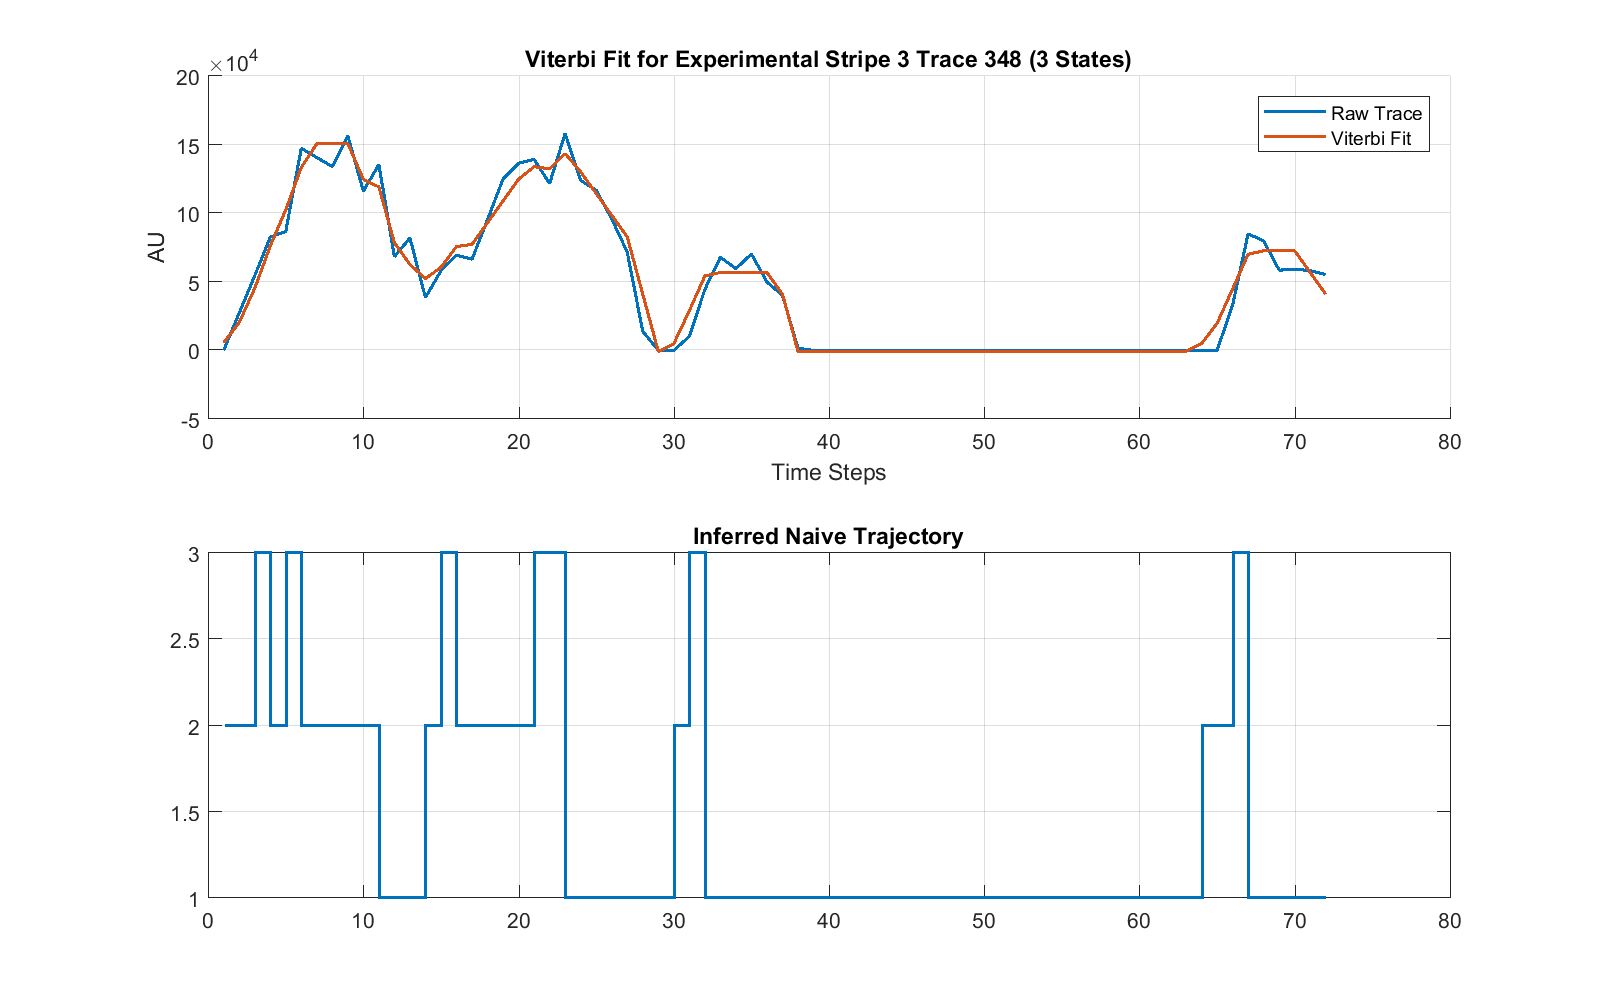 Viterbi Fit for Experimental Stripe 3 Trace 348 (3 States)
×10⁴
20
15
10
5
0
-5
AU
Raw Trace
Viterbi Fit
0 10 20 30 40 50 60 70 80
Time Steps
Inferred Naive Trajectory
3
2.5
2
1.5
1
0 10 20 30 40 50 60 70 80